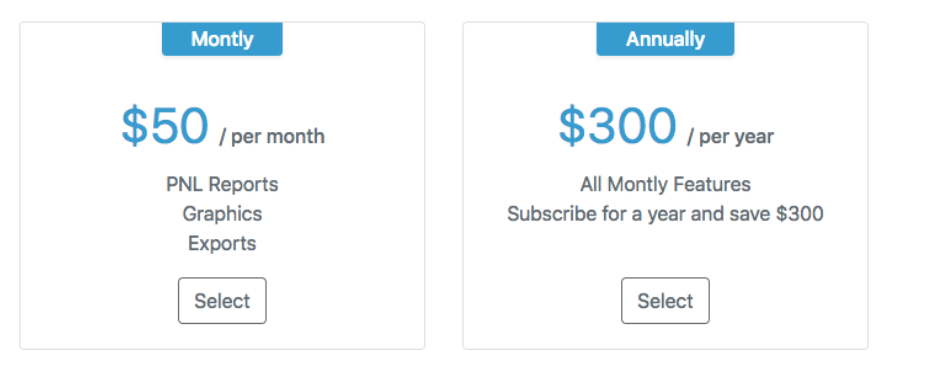 Montly
$50 / per month
PNL Reports
Graphics
Exports
Select
Annually
$300 / per year
All Montly Features
Subscribe for a year and save $300
Select